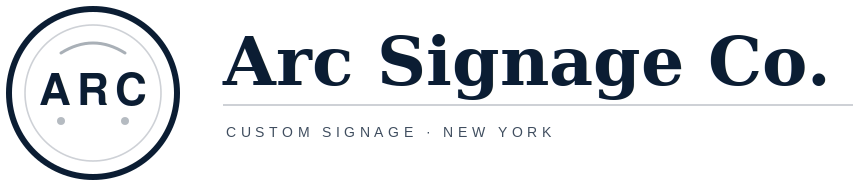 ARC
Arc Signage Co.
CUSTOM SIGNAGE · NEW YORK